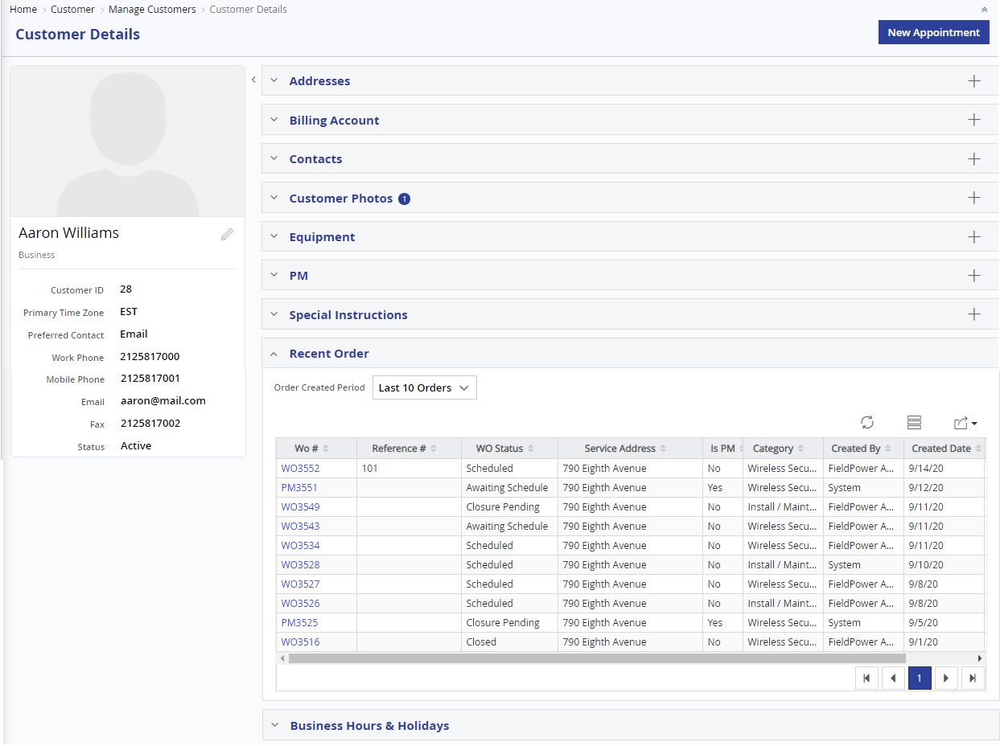 Home > Customer > Manage Customers > Customer Details
Customer Details
New Appointment
Aaron Williams
Business
Customer ID 28
Primary Time Zone EST
Preferred Contact Email
Work Phone 2125817000
Mobile Phone 2125817001
Email aaron@mail.com
Fax 2125817002
Status Active
Addresses
Billing Account
Contacts
Customer Photos 1
Equipment
PM
Special Instructions
Recent Order
Order Created Period Last 10 Orders
Wo # Reference # WO Status Service Address Is PM Category Created By Created Date
WO3552 101 Scheduled 790 Eighth Avenue No Wireless Secu... FieldPower A... 9/14/20
PM3551 Awaiting Schedule 790 Eighth Avenue Yes Wireless Secu... System 9/12/20
WO3549 Closure Pending 790 Eighth Avenue No Install / Maint... FieldPower A... 9/11/20
WO3543 Awaiting Schedule 790 Eighth Avenue No Wireless Secu... FieldPower A... 9/11/20
WO3534 Scheduled 790 Eighth Avenue No Wireless Secu... FieldPower A... 9/11/20
WO3528 Scheduled 790 Eighth Avenue No Install / Maint... System 9/10/20
WO3527 Scheduled 790 Eighth Avenue No Wireless Secu... FieldPower A... 9/8/20
WO3526 Scheduled 790 Eighth Avenue No Install / Maint... FieldPower A... 9/8/20
PM3525 Closure Pending 790 Eighth Avenue Yes Wireless Secu... System 9/5/20
WO3516 Closed 790 Eighth Avenue No Wireless Secu... FieldPower A... 9/1/20
1
Business Hours & Holidays